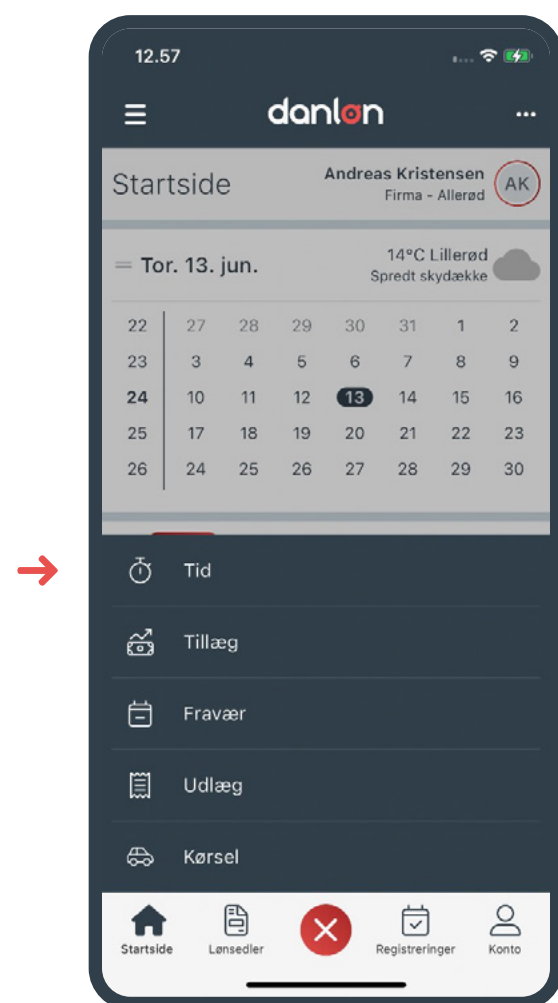 12.57
danløn
Startside
Andreas Kristensen
Firma - Allerød
AK
Tor. 13. jun.
14°C Lillerød
Spredt skydække
22 27 28 29 30 31 1 2
23 3 4 5 6 7 8 9
24 10 11 12 13 14 15 16
25 17 18 19 20 21 22 23
26 24 25 26 27 28 29 30
Tid
Tillæg
Fravær
Udlæg
Kørsel
Startside Lønsedler Registreringer Konto